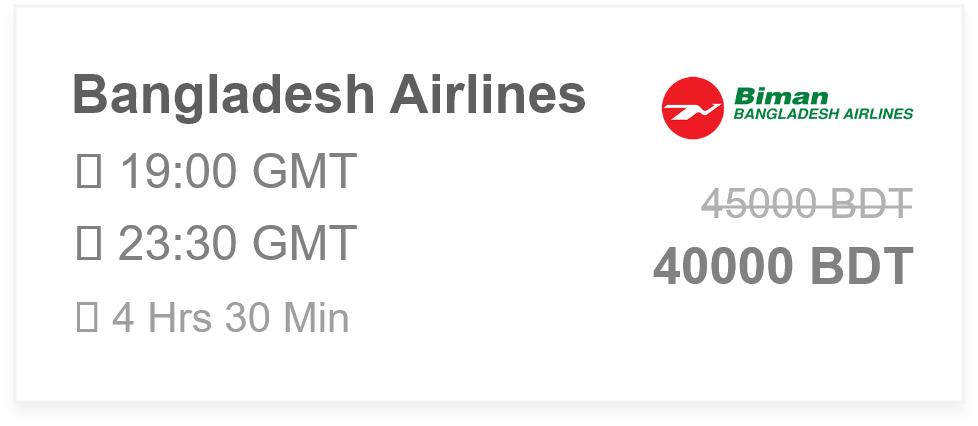 Bangladesh Airlines
19:00 GMT
23:30 GMT
4 Hrs 30 Min
Biman
BANGLADESH AIRLINES
45000 BDT
40000 BDT